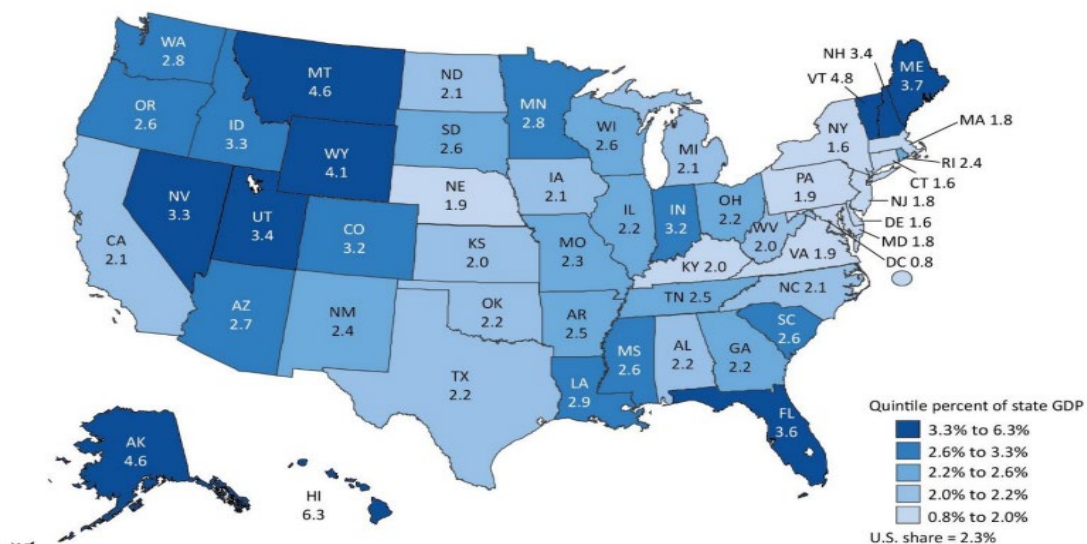 WA
2.8
OR
2.6
ID
3.3
MT
4.6
WY
4.1
NV
3.3
UT
3.4
CA
2.1
AZ
2.7
CO
3.2
NM
2.4
ND
2.1
SD
2.6
NE
1.9
KS
2.0
OK
2.2
TX
2.2
MN
2.8
IA
2.1
MO
2.3
AR
2.5
LA
2.9
WI
2.6
IL
2.2
MI
2.1
IN
3.2
OH
2.2
KY 2.0
TN 2.5
MS
2.6
AL
2.2
GA
2.2
FL
3.6
SC
2.6
NC 2.1
VA 1.9
WV
2.0
PA
1.9
NY
1.6
NH 3.4
VT 4.8
ME
3.7
MA 1.8
RI 2.4
CT 1.6
NJ 1.8
DE 1.6
MD 1.8
DC 0.8
AK
4.6
HI
6.3
Quintile percent of state GDP
3.3% to 6.3%
2.6% to 3.3%
2.2% to 2.6%
2.0% to 2.2%
0.8% to 2.0%
U.S. share = 2.3%